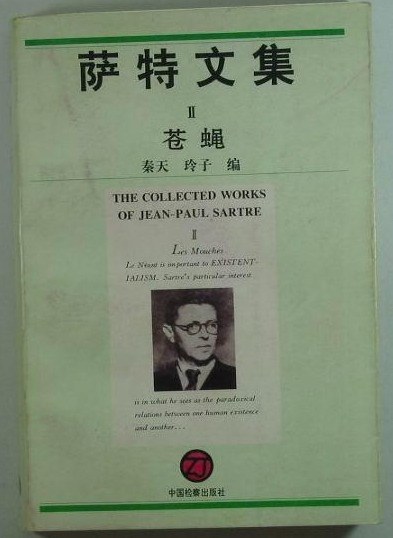 萨特文集
II
苍蝇
秦天 玲子 编
THE COLLECTED WORKS
OF JEAN-PAUL SARTRE
II
Les Mouches.
Le Néant is important to EXISTENT-
IALISM. Sartre's particular interest
is in what he sees as the paradoxical
relations between one human existence
and another...
中国检察出版社